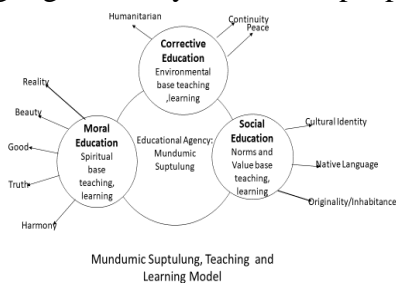 Humanitarian
Continuity
Peace
Corrective
Education
Environmental
base teaching
,learning
Reality
Beauty
Good
Truth
Harmony
Moral
Education
Spiritual
base
teaching,
learning
Educational Agency:
Mundumic
Suptulung
Social
Education
Norms and
Value base
teaching,
learning
Cultural Identity
Native Language
Originality/Inhabitance
Mundumic Suptulung, Teaching and
Learning Model